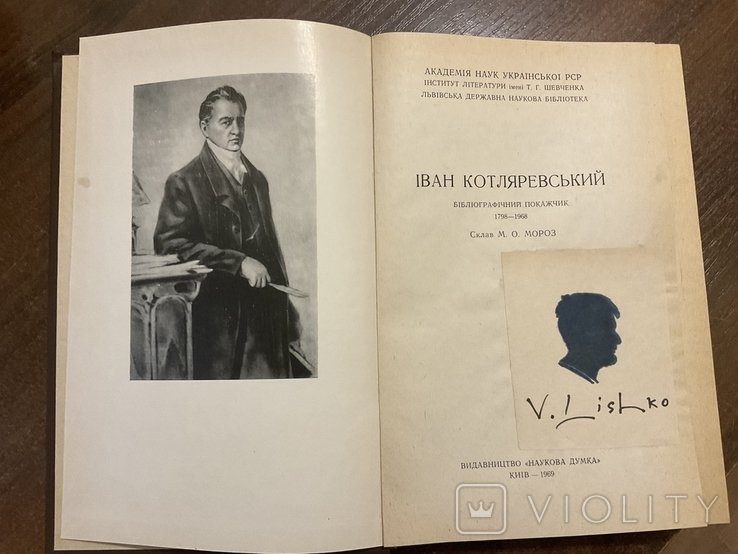 АКАДЕМІЯ НАУК УКРАЇНСЬКОЇ РСР
ІНСТИТУТ ЛІТЕРАТУРИ (імені) Т. Г. ШЕВЧЕНКА
ЛЬВІВСЬКА ДЕРЖАВНА НАУКОВА БІБЛІОТЕКА
ІВАН КОТЛЯРЕВСЬКИЙ
БІБЛІОГРАФІЧНИЙ ПОКАЖЧИК
1798—1968
Склав М. О. МОРОЗ
V. Lishko
ВИДАВНИЦТВО «НАУКОВА ДУМКА»
КИЇВ — 1969
VIOLITY